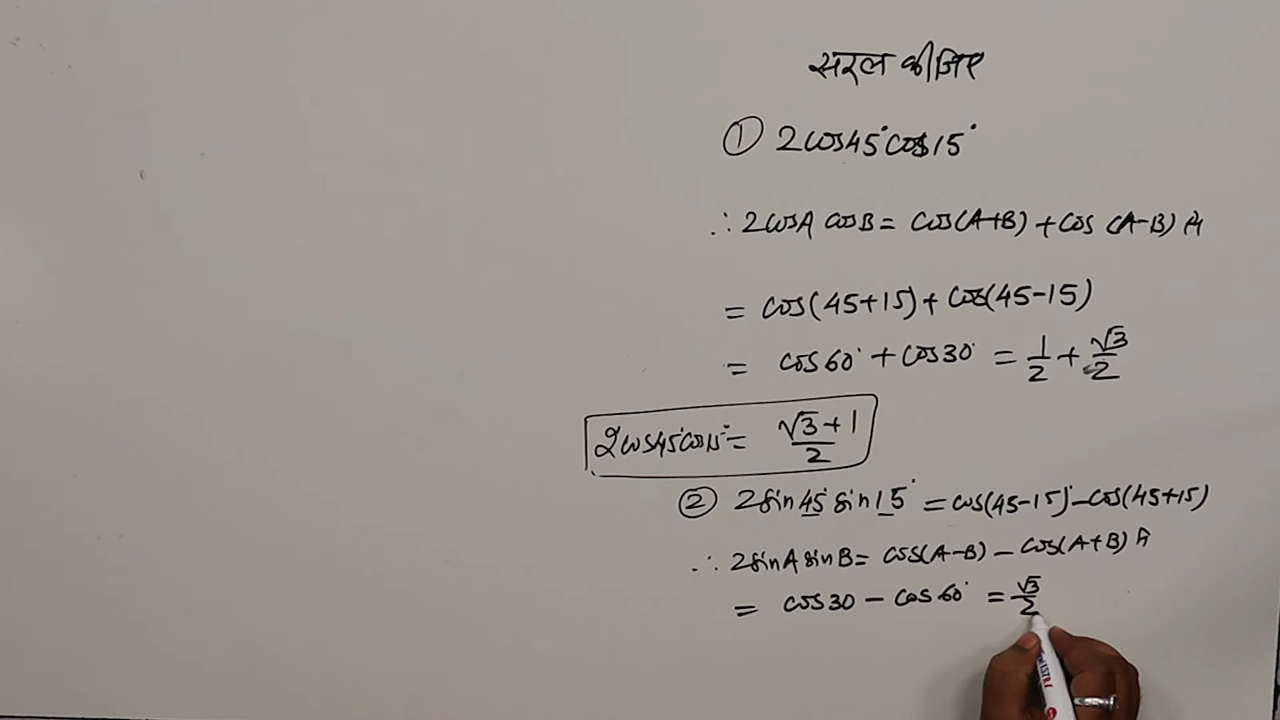 सरल कीजिए
① 2cos45°cos15°
∴ 2cosA cosB = cos(A+B) + cos (A-B) से
= cos(45+15) + cos(45-15)
= cos60° + cos30° = 1/2 + √3/2
2cos45°cos15° = (√3+1)/2
② 2sin45° sin15° = cos(45-15)° - cos(45+15)
∴ 2sinA sinB = cos(A-B) - cos(A+B) से
= cos30 - cos60° = √3/2